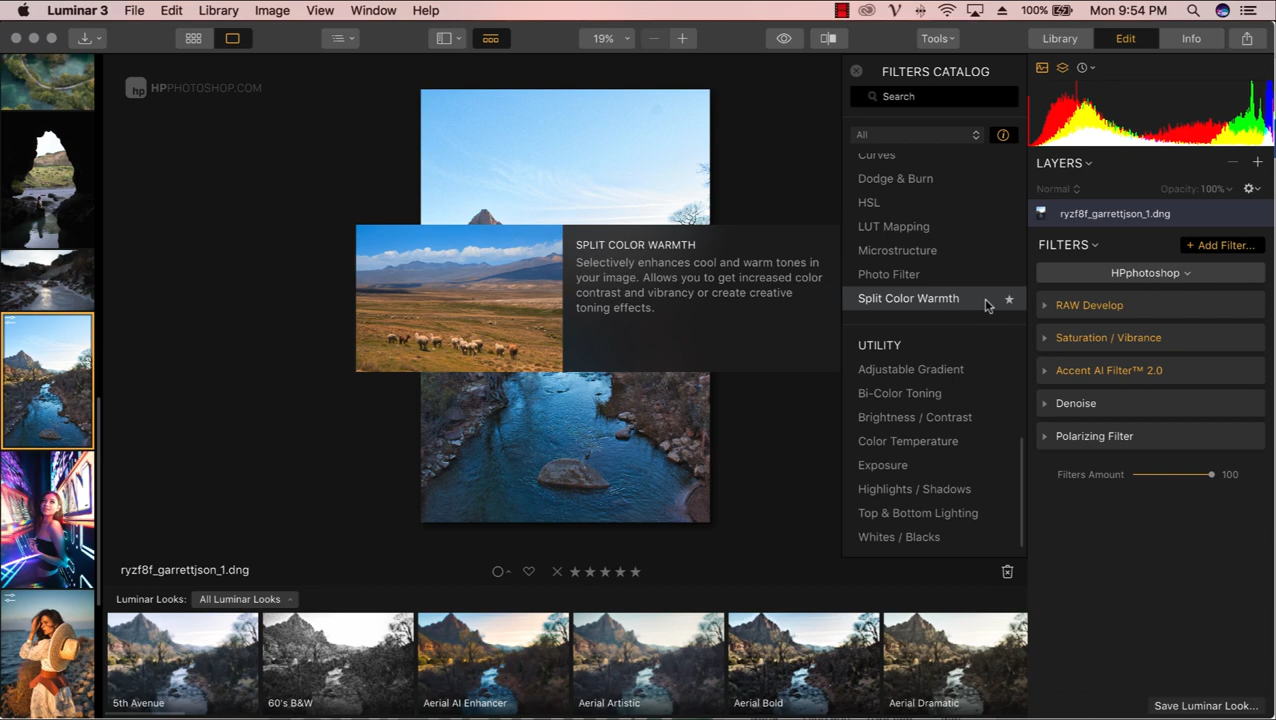 Luminar 3 File Edit Library Image View Window Help 100% Mon 9:54 PM
19% Tools Library Edit Info
hp HPPHOTOSHOP.COM
FILTERS CATALOG
Search
All
Curves
Dodge & Burn
HSL
LUT Mapping
Microstructure
Photo Filter
Split Color Warmth
UTILITY
Adjustable Gradient
Bi-Color Toning
Brightness / Contrast
Color Temperature
Exposure
Highlights / Shadows
Top & Bottom Lighting
Whites / Blacks
SPLIT COLOR WARMTH
Selectively enhances cool and warm tones in
your image. Allows you to get increased color
contrast and vibrancy or create creative
toning effects.
LAYERS
Normal Opacity: 100%
ryzf8f_garrettjson_1.dng
FILTERS + Add Filter...
HPphotoshop
RAW Develop
Saturation / Vibrance
Accent AI Filter™ 2.0
Denoise
Polarizing Filter
Filters Amount 100
ryzf8f_garrettjson_1.dng
Luminar Looks: All Luminar Looks
5th Avenue 60's B&W Aerial AI Enhancer Aerial Artistic Aerial Bold Aerial Dramatic
Save Luminar Look...